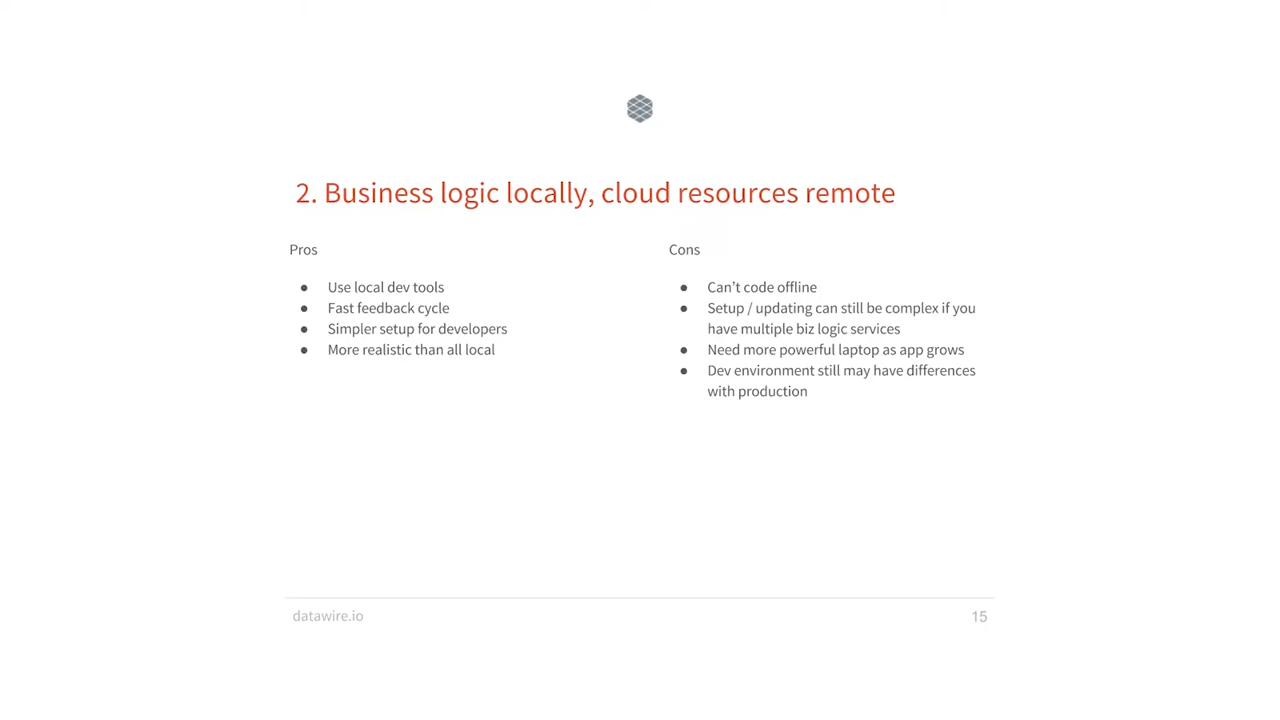 2. Business logic locally, cloud resources remote
Pros
● Use local dev tools
● Fast feedback cycle
● Simpler setup for developers
● More realistic than all local
Cons
● Can’t code offline
● Setup / updating can still be complex if you
have multiple biz logic services
● Need more powerful laptop as app grows
● Dev environment still may have differences
with production
datawire.io
15